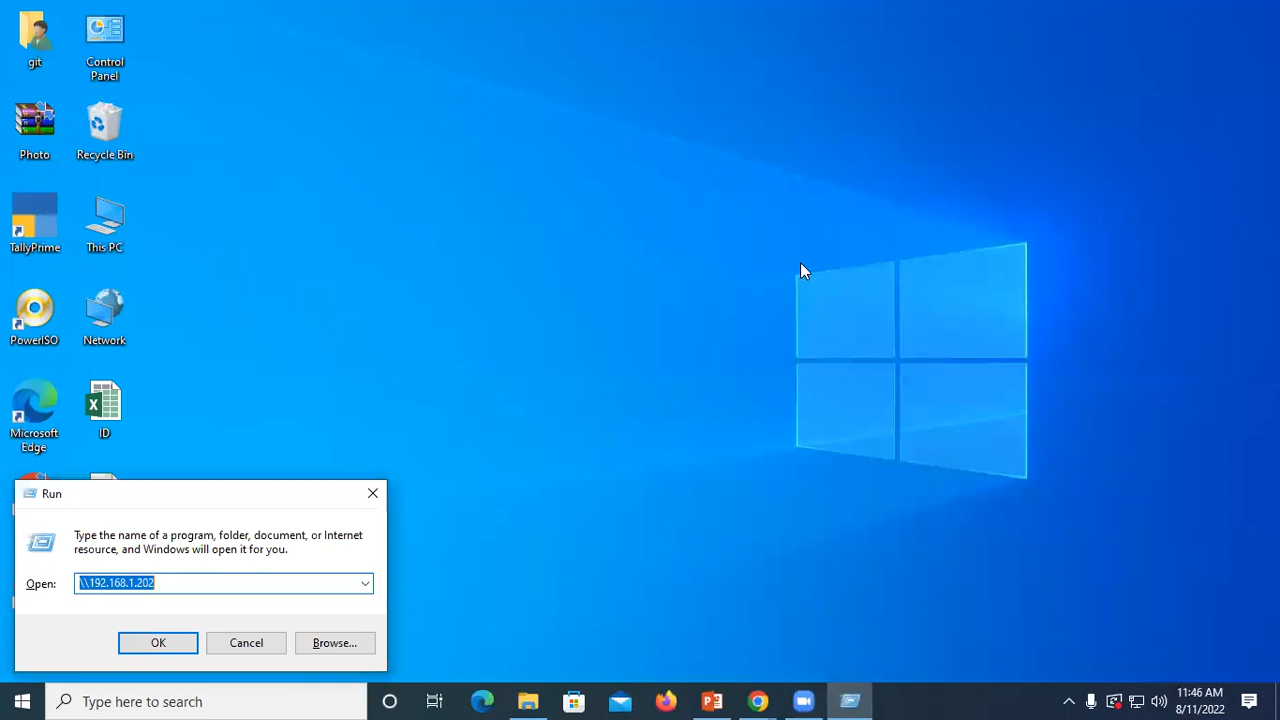 git
Control
Panel
Photo
Recycle Bin
TallyPrime
This PC
PowerISO
Network
Microsoft
Edge
ID
Run
Type the name of a program, folder, document, or Internet
resource, and Windows will open it for you.
Open:
\\192.168.1.202
OK
Cancel
Browse...
Type here to search
11:46 AM
8/11/2022